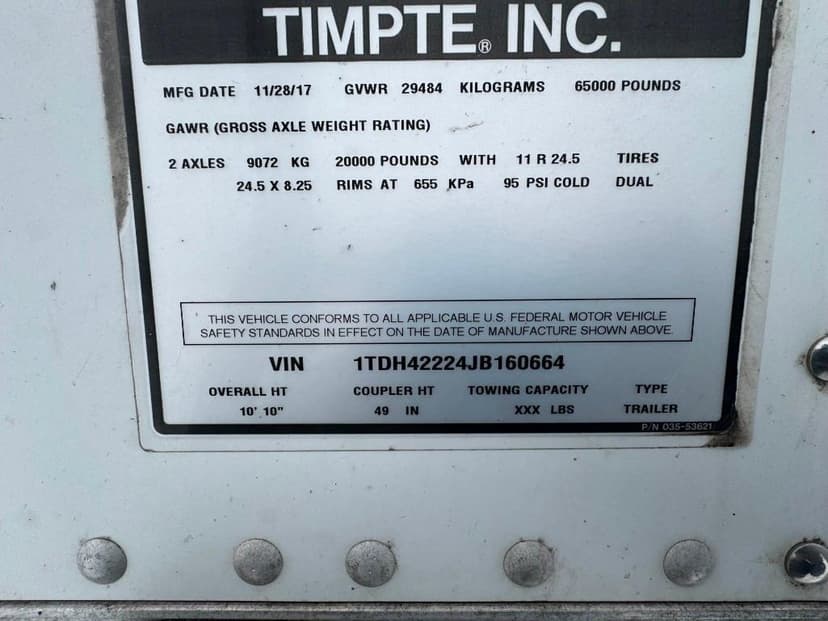 TIMPTE® INC.
MFG DATE 11/28/17 GVWR 29484 KILOGRAMS 65000 POUNDS
GAWR (GROSS AXLE WEIGHT RATING)
2 AXLES 9072 KG 20000 POUNDS WITH 11 R 24.5 TIRES
24.5 X 8.25 RIMS AT 655 KPa 95 PSI COLD DUAL
THIS VEHICLE CONFORMS TO ALL APPLICABLE U.S. FEDERAL MOTOR VEHICLE
SAFETY STANDARDS IN EFFECT ON THE DATE OF MANUFACTURE SHOWN ABOVE.
VIN 1TDH42224JB160664
OVERALL HT COUPLER HT TOWING CAPACITY TYPE
10' 10" 49 IN XXX LBS TRAILER
P/N 035-53621